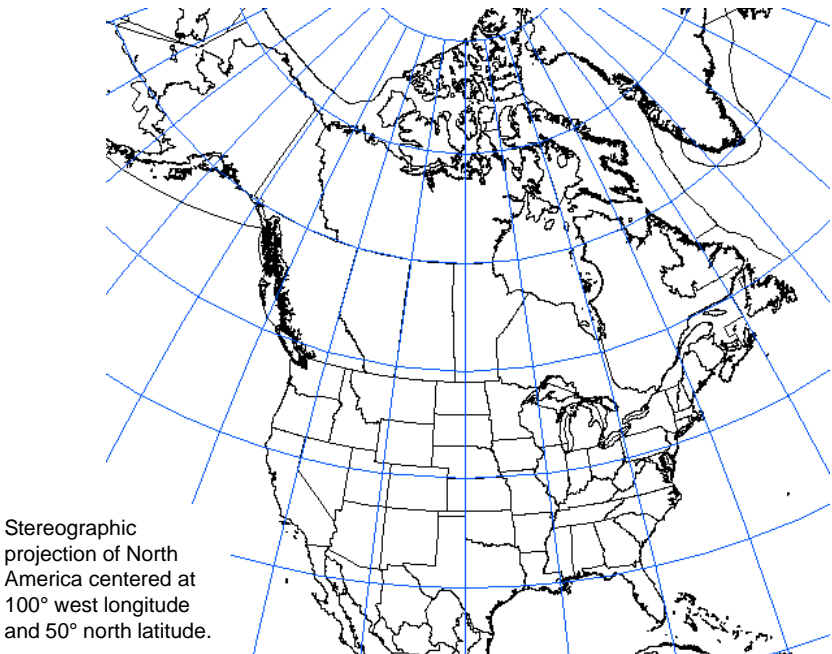 Stereographic
projection of North
America centered at
100° west longitude
and 50° north latitude.